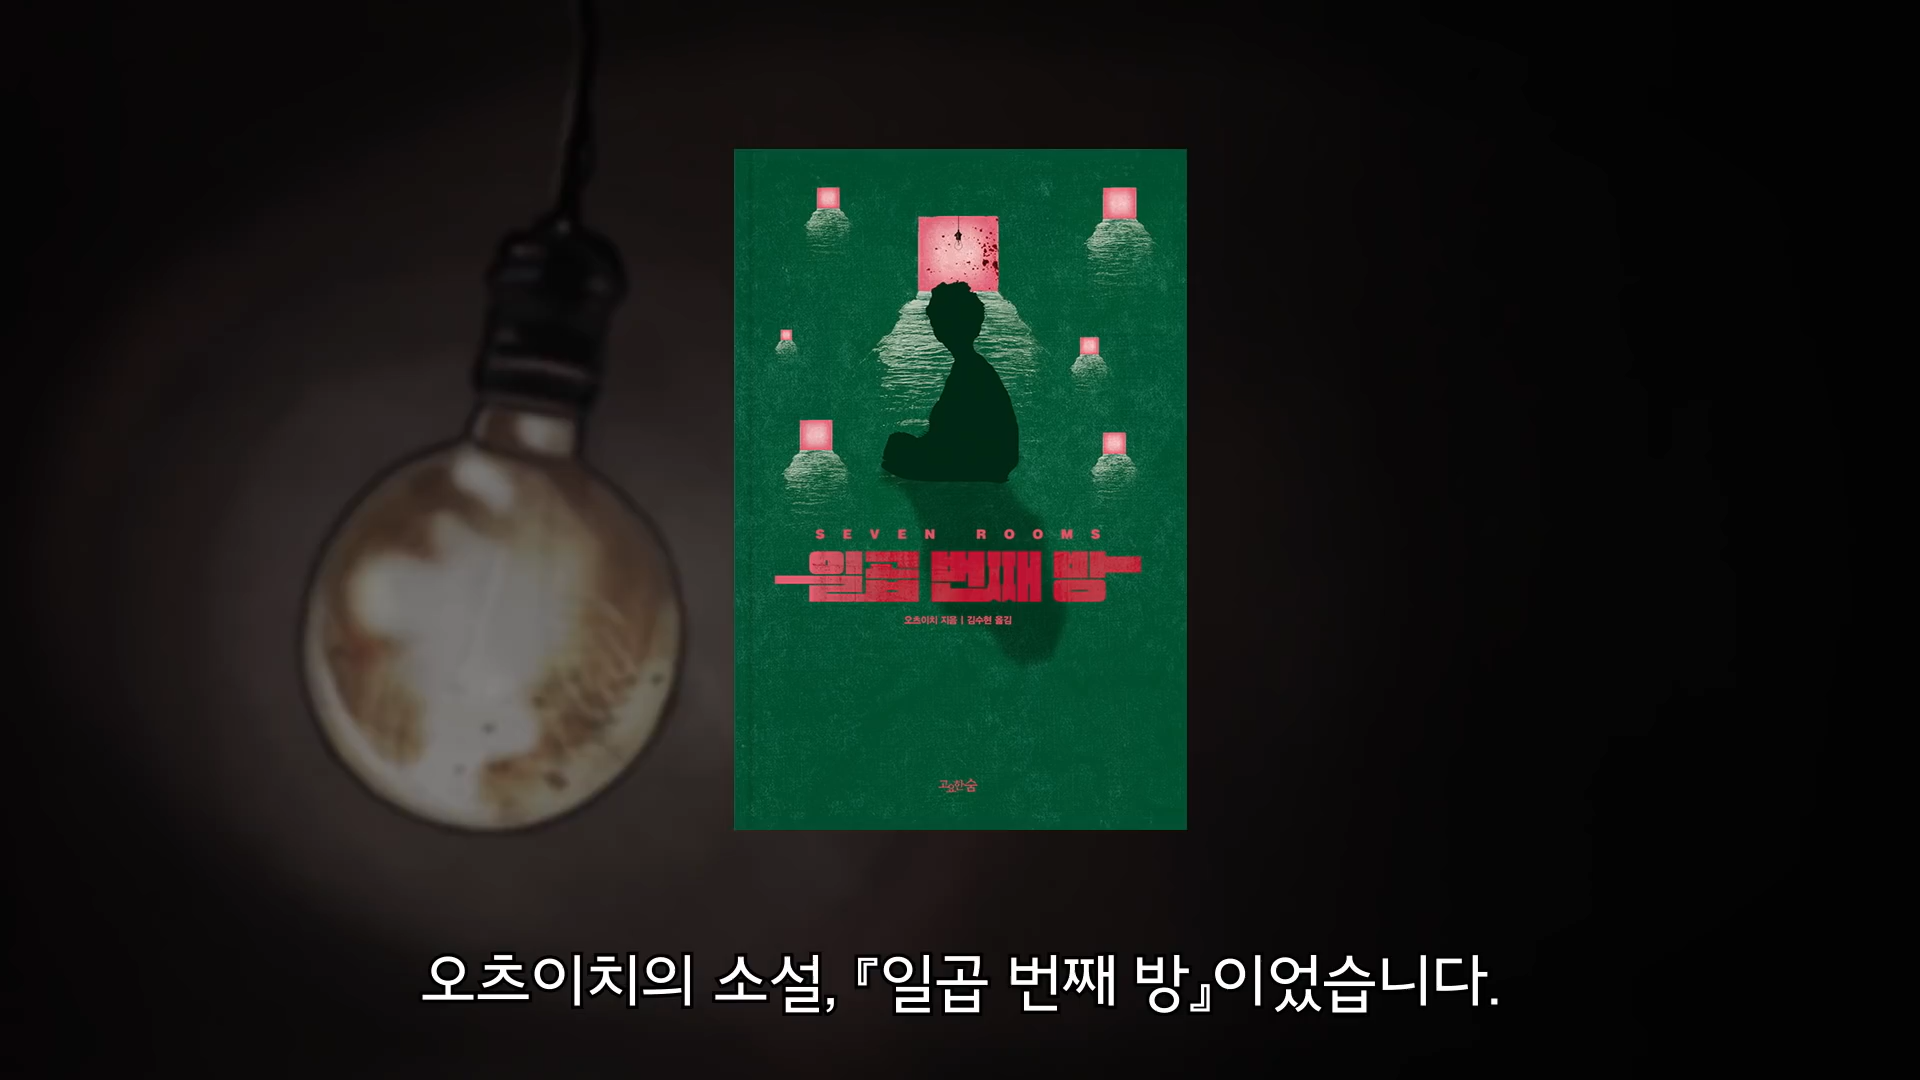 SEVEN ROOMS
일곱 번째 방
오츠이치 지음 | 김수현 옮김
고요한숨
오츠이치의 소설, 『일곱 번째 방』이었습니다.